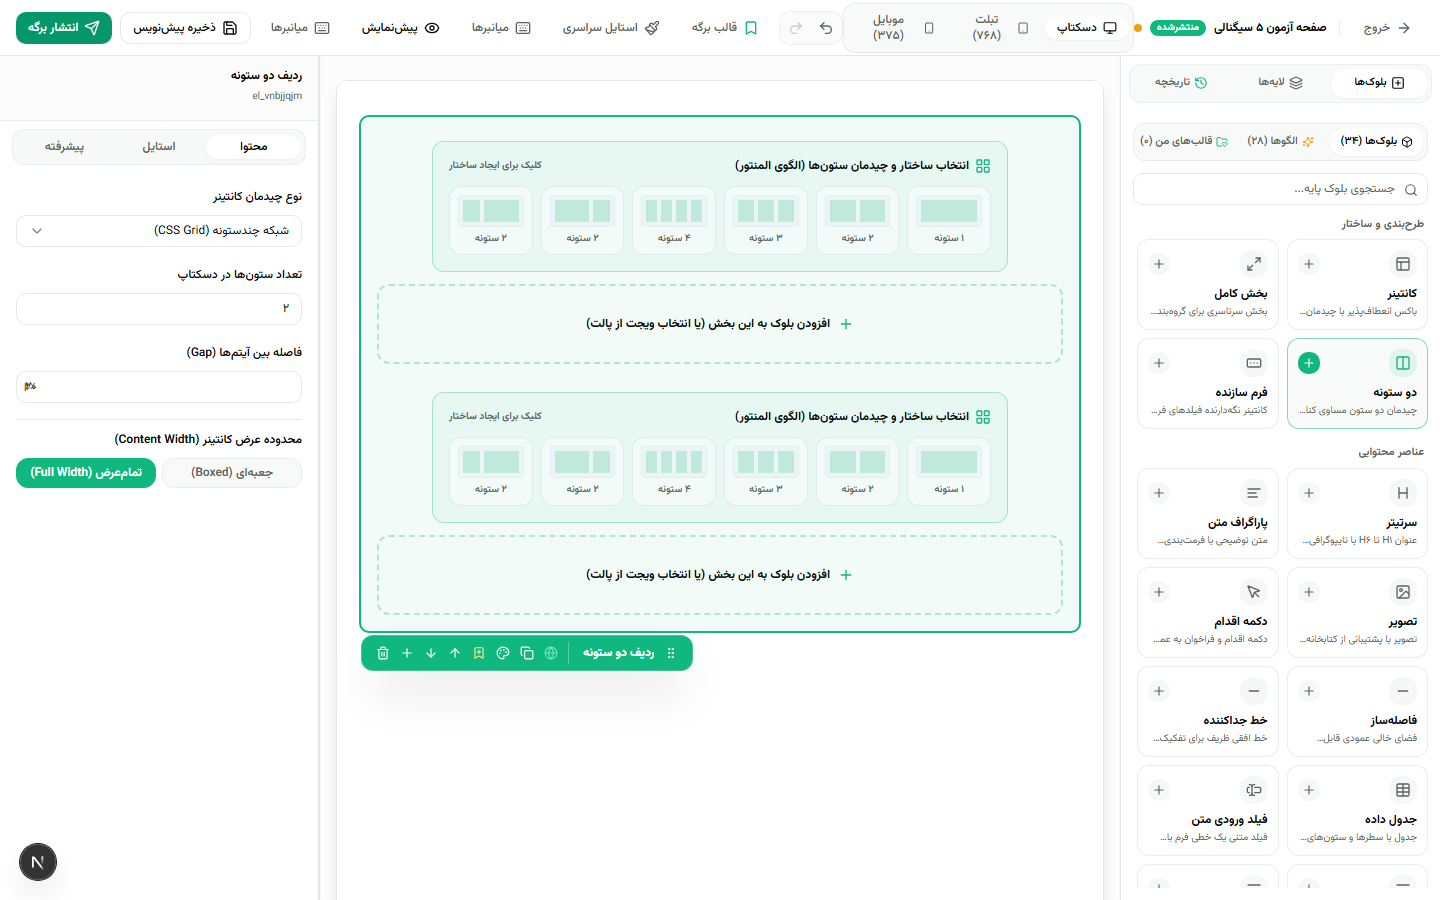 خروج
صفحه آزمون ۵ سیگنالی
منتشرشده
دسکتاپ
تبلت (۷۶۸)
موبایل (۳۷۵)
قالب برگه
استایل سراسری
میانبرها
پیش‌نمایش
میانبرها
ذخیره پیش‌نویس
انتشار برگه
بلوک‌ها
لایه‌ها
تاریخچه
بلوک‌ها (۳۴)
الگوها (۲۸)
قالب‌های من (۰)
جستجوی بلوک پایه...
طرح‌بندی و ساختار
کانتینر
باکس انعطاف‌پذیر با چیدمان...
بخش کامل
بخش سرتاسری برای گروه‌بند...
دو ستونه
چیدمان دو ستون مساوی کنا...
فرم سازنده
کانتینر نگه‌دارنده فیلدهای فر...
عناصر محتوایی
سرتیتر
عنوان H۱ تا H۶ با تایپوگرافی...
پاراگراف متن
متن توضیحی با فرمت‌بندی...
تصویر
تصویر با پشتیبانی از کتابخانه...
دکمه اقدام
دکمه اقدام و فراخوان به عم...
فاصله‌ساز
فضای خالی عمودی قابل...
خط جداکننده
خط افقی ظریف برای تفکیک...
جدول داده
جدول با سطرها و ستون‌های...
فیلد ورودی متن
فیلد متنی یک خطی فرم با...
انتخاب ساختار و چیدمان ستون‌ها (الگوی المنتور)
کلیک برای ایجاد ساختار
۱ ستونه
۲ ستونه
۳ ستونه
۴ ستونه
۲ ستونه
۲ ستونه
افزودن بلوک به این بخش (یا انتخاب ویجت از پالت)
انتخاب ساختار و چیدمان ستون‌ها (الگوی المنتور)
کلیک برای ایجاد ساختار
۱ ستونه
۲ ستونه
۳ ستونه
۴ ستونه
۲ ستونه
۲ ستونه
افزودن بلوک به این بخش (یا انتخاب ویجت از پالت)
ردیف دو ستونه
ردیف دو ستونه
el_vnbjjqjm
محتوا
استایل
پیشرفته
نوع چیدمان کانتینر
شبکه چندستونه (CSS Grid)
تعداد ستون‌ها در دسکتاپ
۲
فاصله بین آیتم‌ها (Gap)
محدوده عرض کانتینر (Content Width)
جعبه‌ای (Boxed)
تمام‌عرض (Full Width)
N